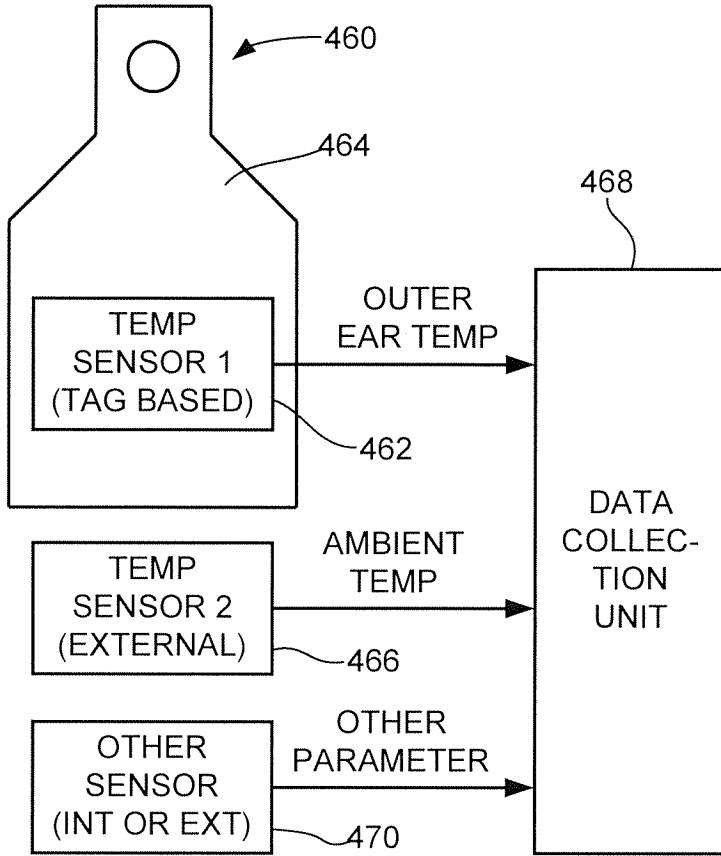 460
464
468
OUTER
EAR TEMP
TEMP
SENSOR 1
(TAG BASED)
462
DATA
COLLEC-
TION
UNIT
AMBIENT
TEMP
TEMP
SENSOR 2
(EXTERNAL)
466
OTHER
PARAMETER
OTHER
SENSOR
(INT OR EXT)
470